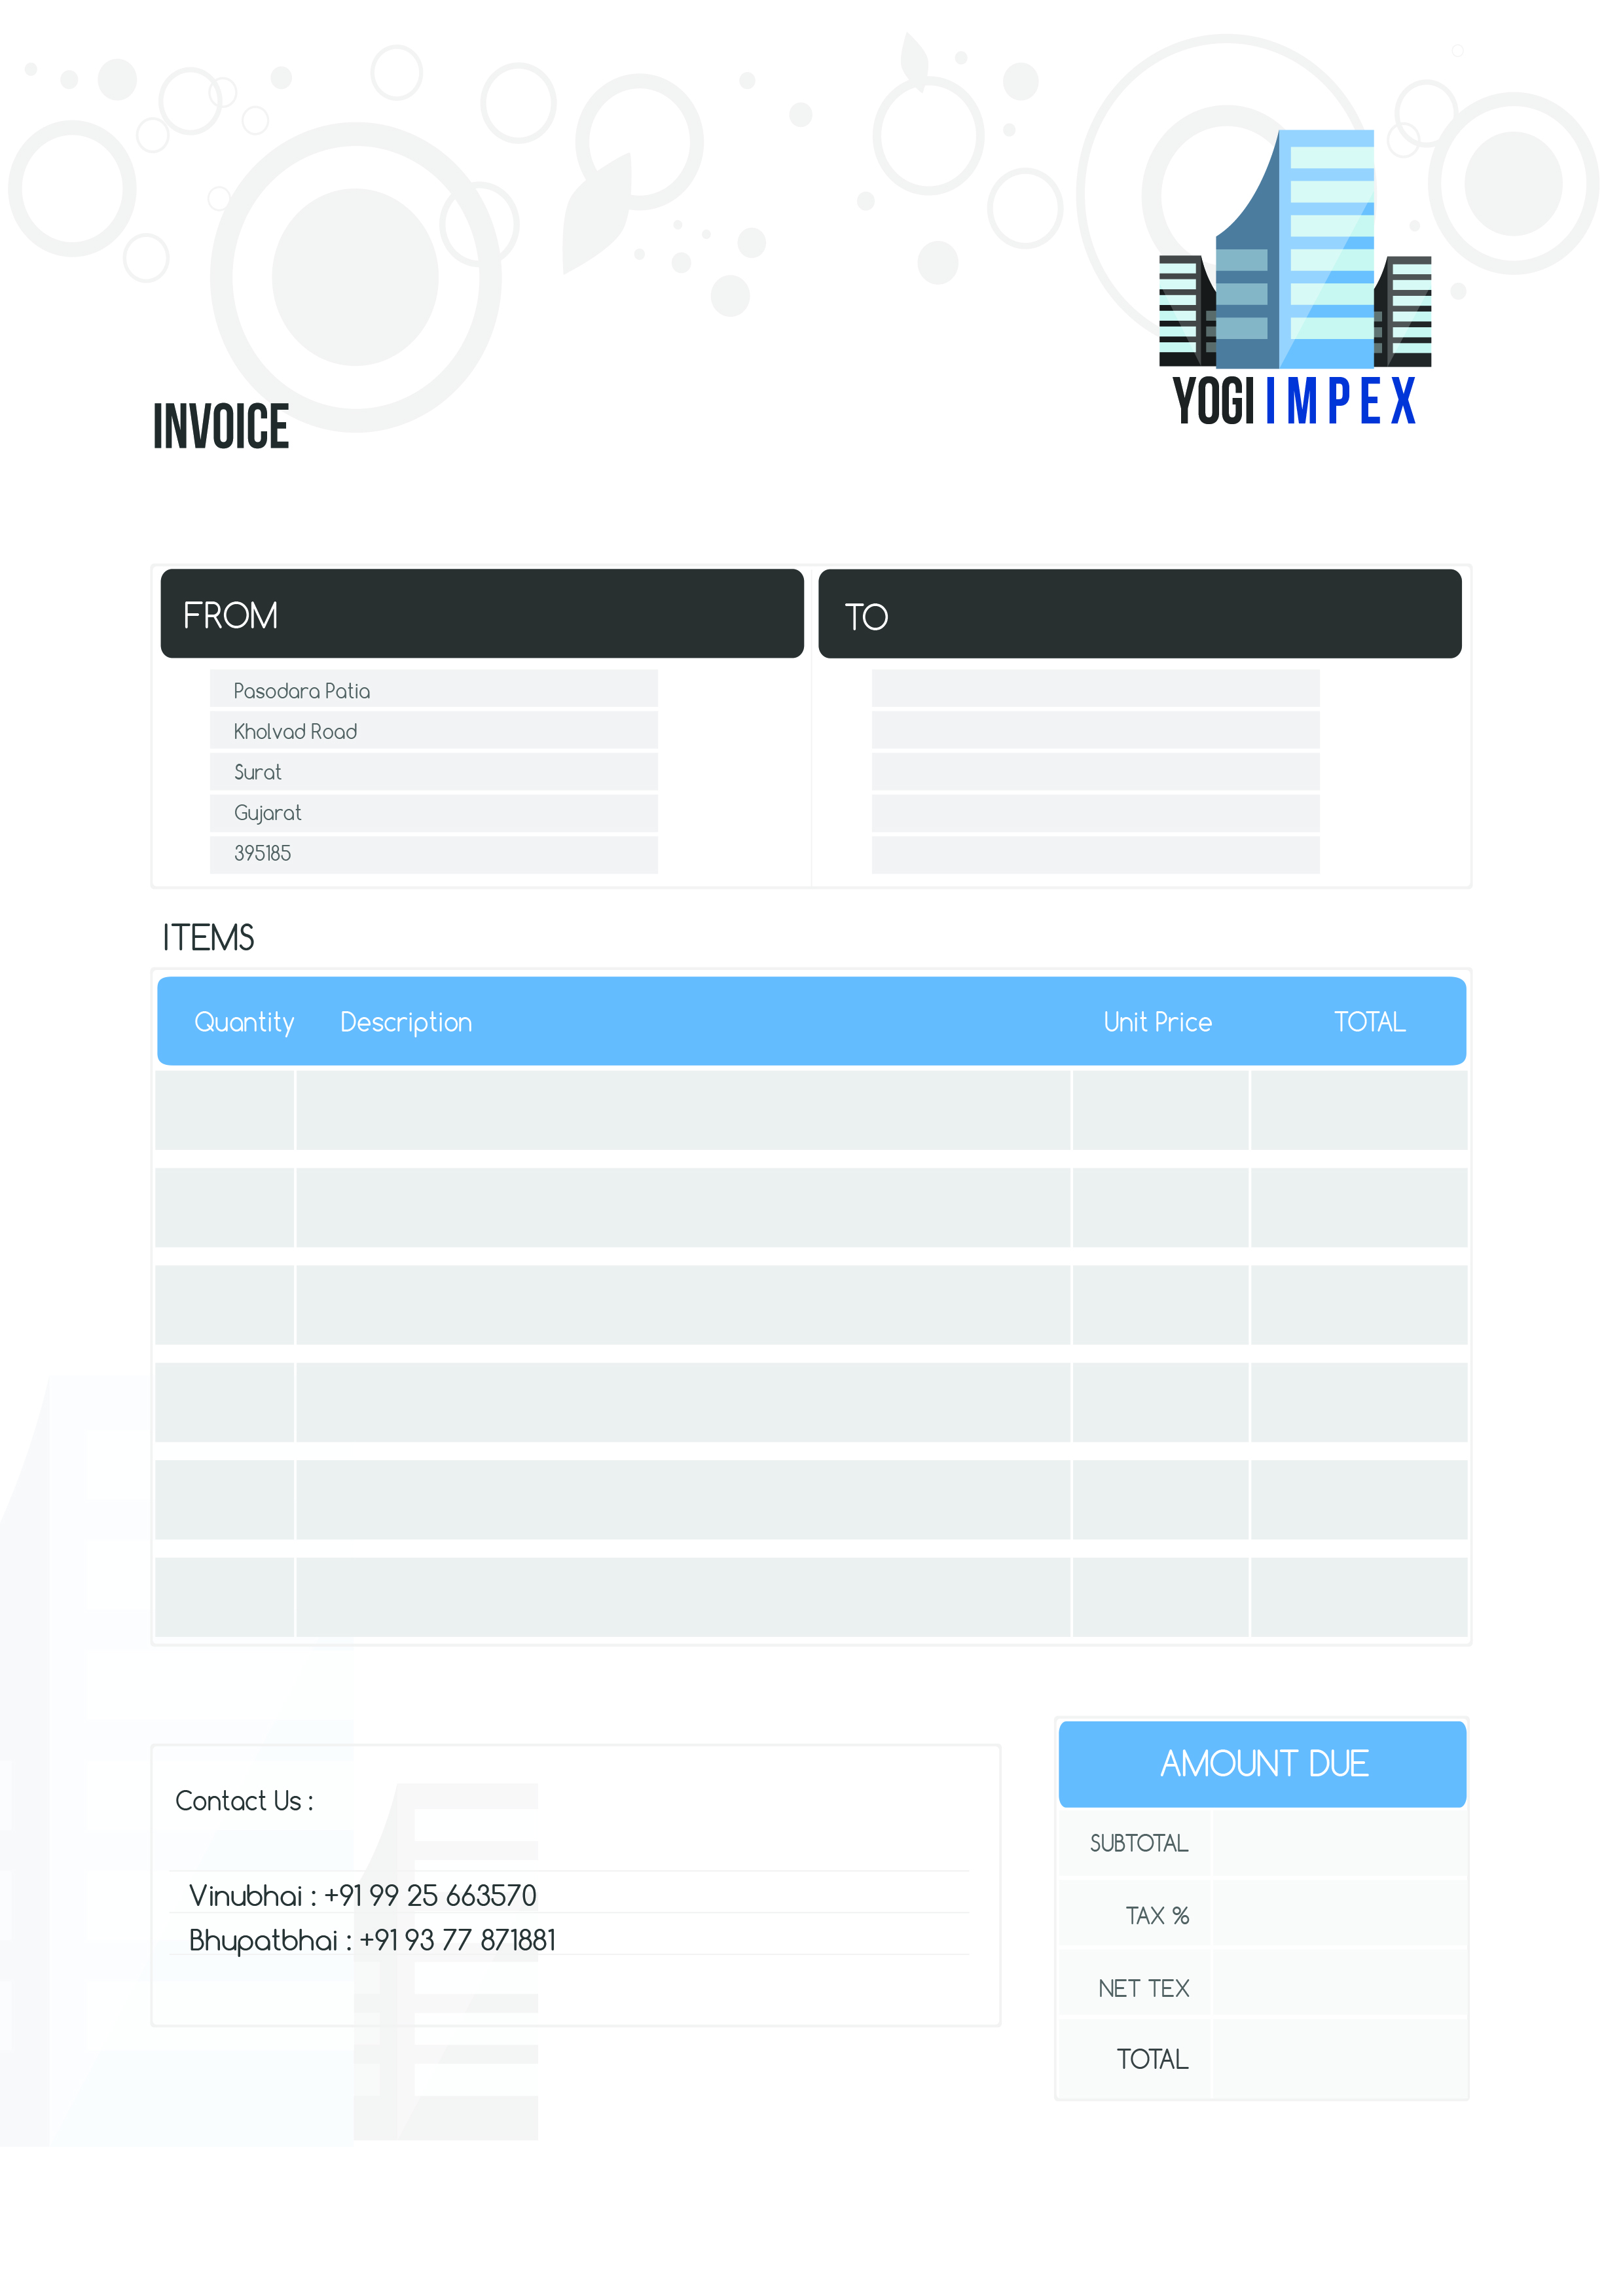 YOGI IMPEX
INVOICE
FROM
TO
Pasodara Patia
Kholvad Road
Surat
Gujarat
395185
ITEMS
Quantity Description Unit Price TOTAL
AMOUNT DUE
Contact Us :
SUBTOTAL
Vinubhai : +91 99 25 663570
TAX %
Bhupatbhai : +91 93 77 871881
NET TEX
TOTAL